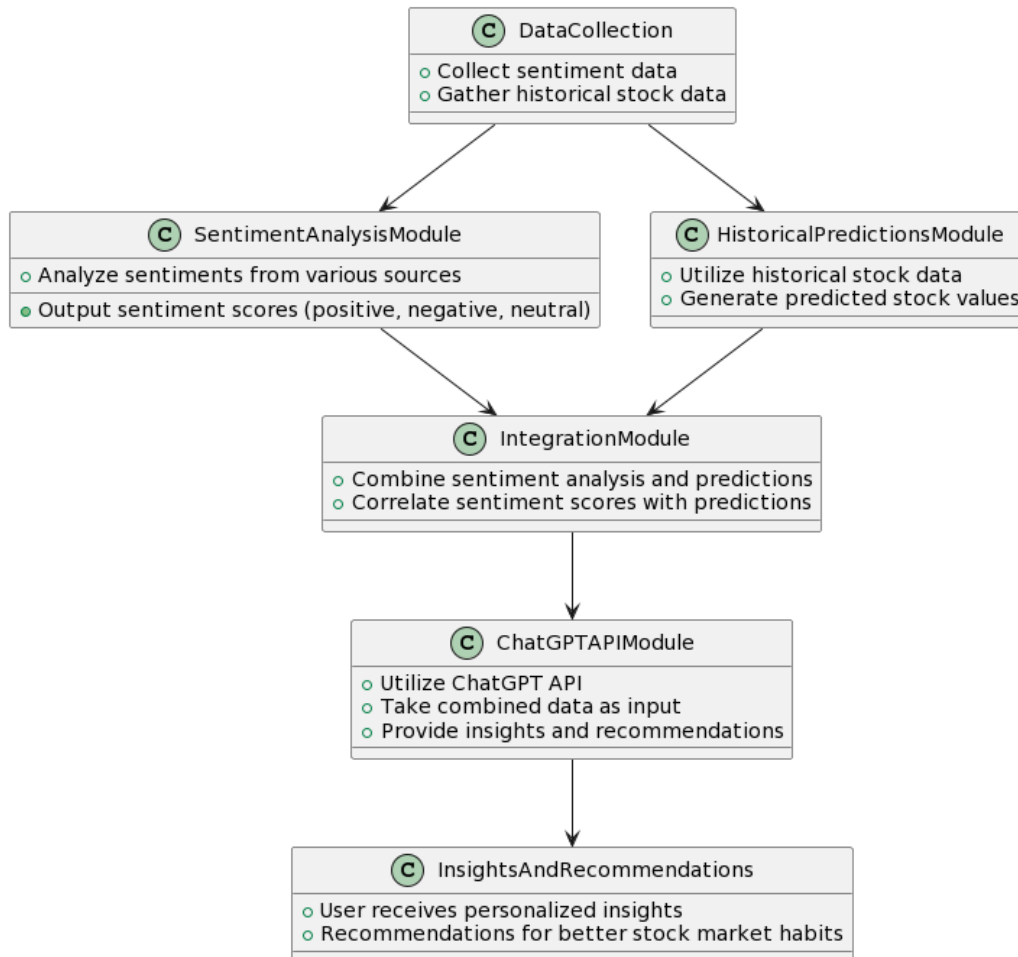 C DataCollection
Collect sentiment data
Gather historical stock data
C SentimentAnalysisModule
Analyze sentiments from various sources
Output sentiment scores (positive, negative, neutral)
C HistoricalPredictionsModule
Utilize historical stock data
Generate predicted stock values
C IntegrationModule
Combine sentiment analysis and predictions
Correlate sentiment scores with predictions
C ChatGPTAPIModule
Utilize ChatGPT API
Take combined data as input
Provide insights and recommendations
C InsightsAndRecommendations
User receives personalized insights
Recommendations for better stock market habits